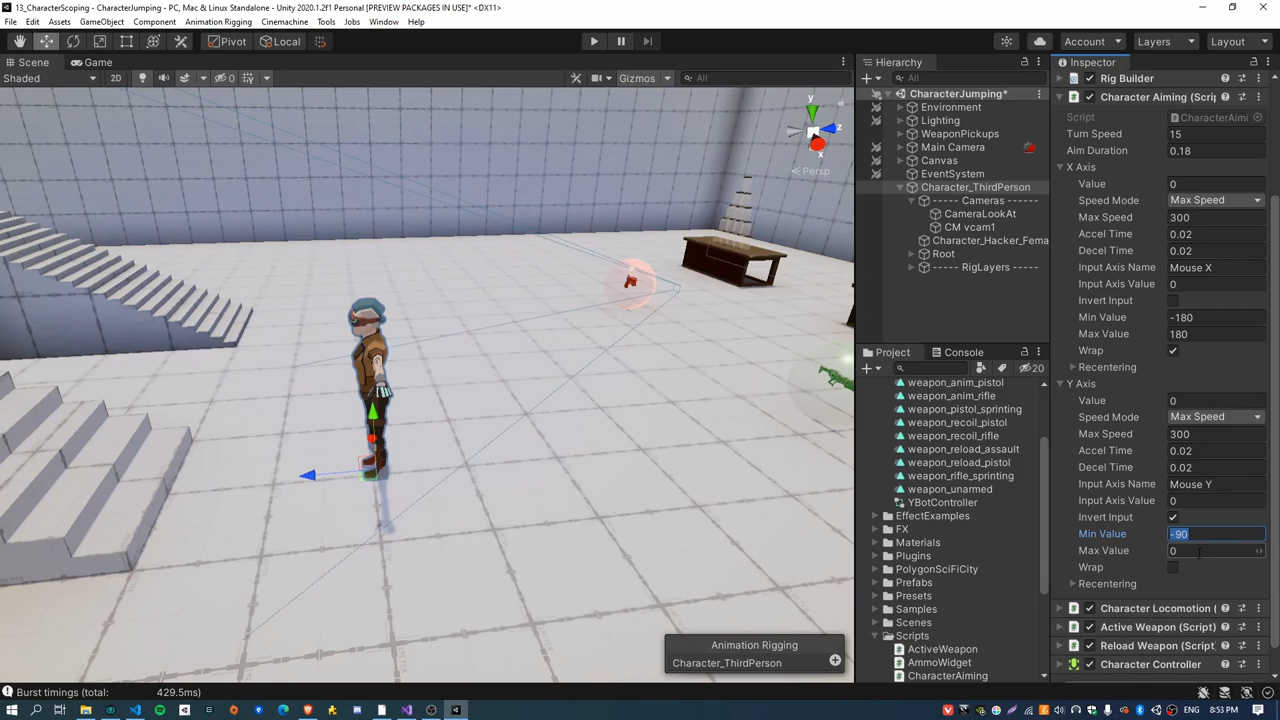 13_CharacterScoping - CharacterJumping - PC, Mac & Linux Standalone - Unity 2020.1.2f1 Personal [PREVIEW PACKAGES IN USE]* <DX11>
File Edit Assets GameObject Component Animation Rigging Cinemachine Tools Jobs Window Help
Pivot Local Account Layers Layout
Scene Game
Shaded 2D 0 Gizmos All
y
z
x
Persp
Animation Rigging
Character_ThirdPerson
Hierarchy
All
CharacterJumping*
Environment
Lighting
WeaponPickups
Main Camera
Canvas
EventSystem
Character_ThirdPerson
----- Cameras ------
CameraLookAt
CM vcam1
Character_Hacker_Fema
Root
----- RigLayers -----
Project Console
20
weapon_anim_pistol
weapon_anim_rifle
weapon_pistol_sprinting
weapon_recoil_pistol
weapon_recoil_rifle
weapon_reload_assault
weapon_reload_pistol
weapon_rifle_sprinting
weapon_unarmed
YBotController
EffectExamples
FX
Materials
Plugins
PolygonSciFiCity
Prefabs
Presets
Samples
Scenes
Scripts
ActiveWeapon
AmmoWidget
CharacterAiming
Inspector
Rig Builder
Character Aiming (Scrip
Script CharacterAimi
Turn Speed 15
Aim Duration 0.18
X Axis
Value 0
Speed Mode Max Speed
Max Speed 300
Accel Time 0.02
Decel Time 0.02
Input Axis Name Mouse X
Input Axis Value 0
Invert Input
Min Value -180
Max Value 180
Wrap
Recentering
Y Axis
Value 0
Speed Mode Max Speed
Max Speed 300
Accel Time 0.02
Decel Time 0.02
Input Axis Name Mouse Y
Input Axis Value 0
Invert Input
Min Value -90
Max Value 0
Wrap
Recentering
Character Locomotion (
Active Weapon (Script)
Reload Weapon (Script)
Character Controller
Burst timings (total: 429.5ms)
ENG 8:53 PM